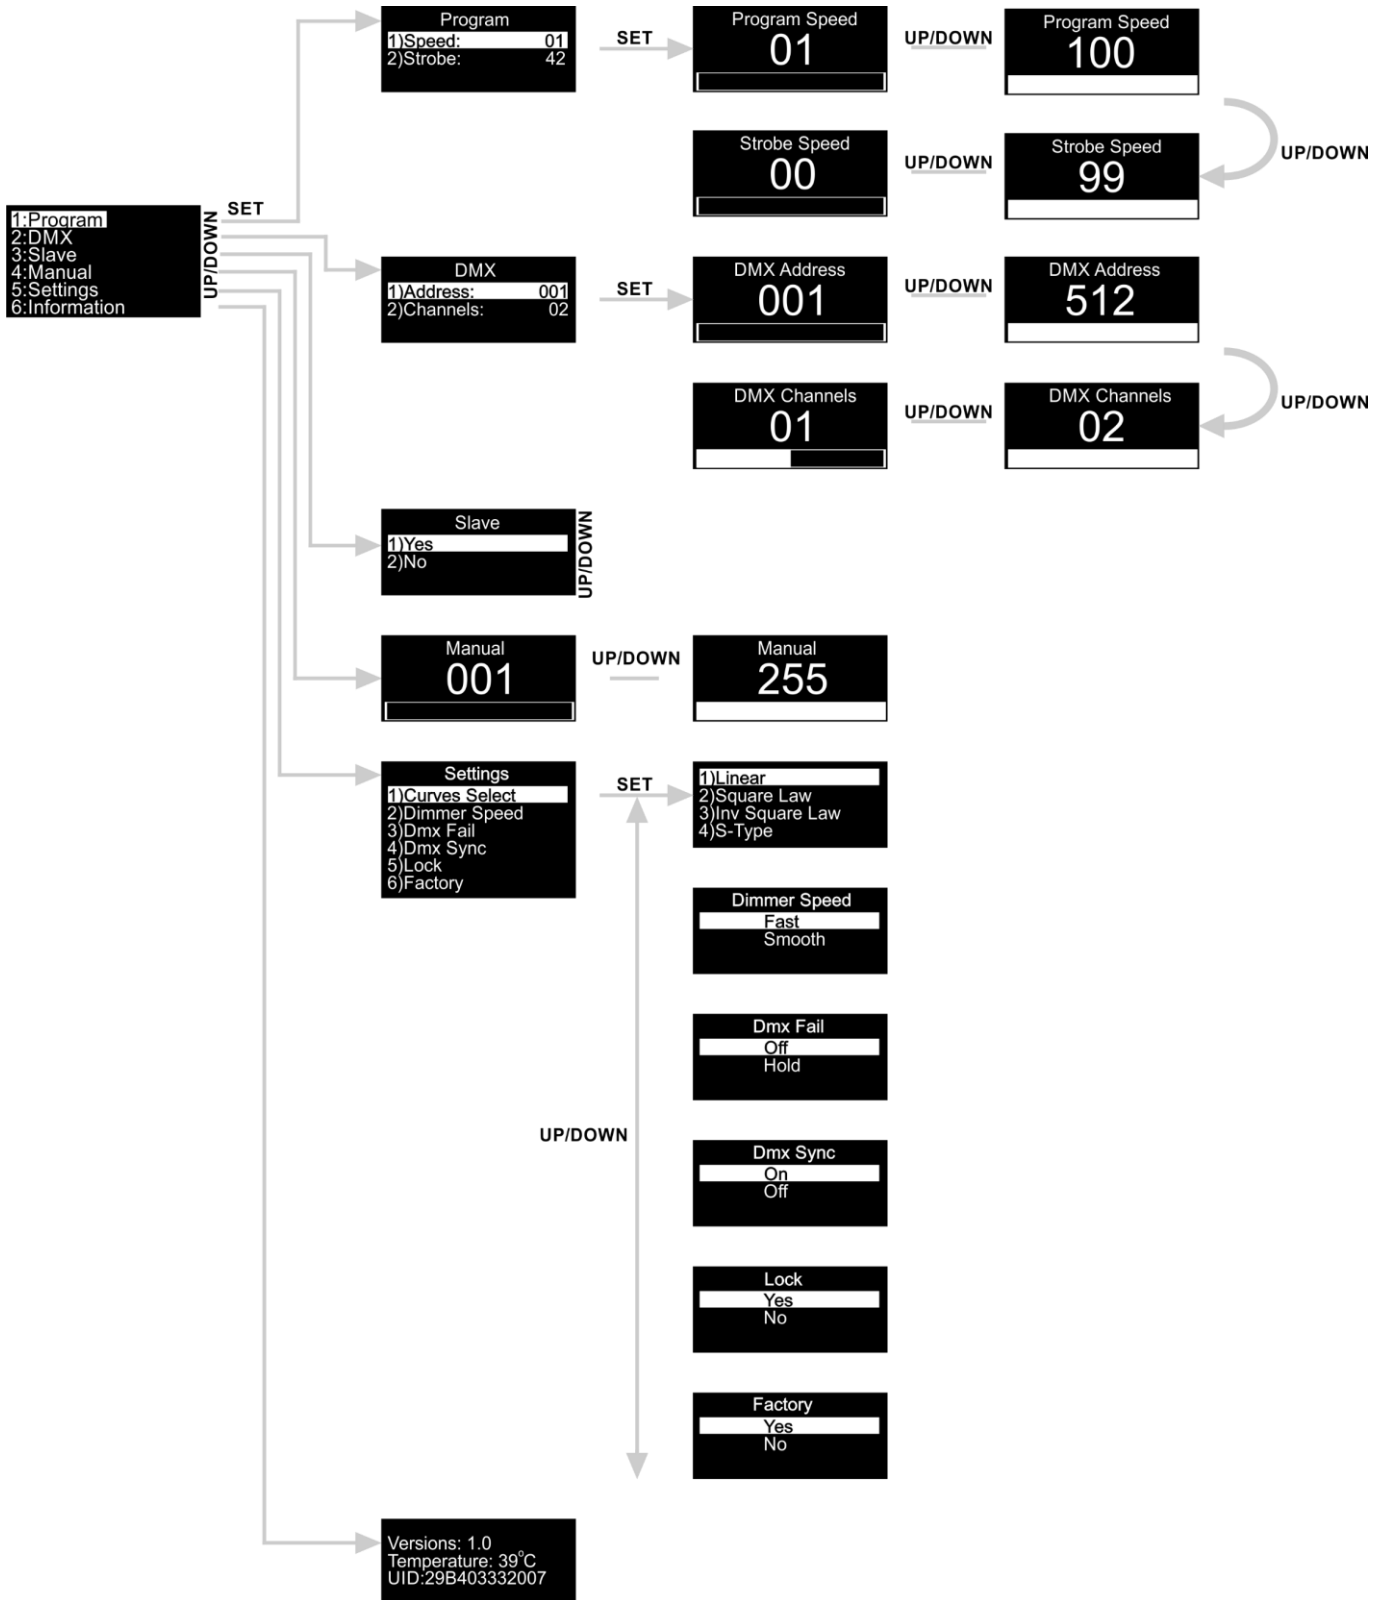 Program
1)Speed: 01
2)Strobe: 42
SET
Program Speed
01
UP/DOWN
Program Speed
100
UP/DOWN
Strobe Speed
00
UP/DOWN
Strobe Speed
99
1:Program
2:DMX
3:Slave
4:Manual
5:Settings
6:Information
UP/DOWN
SET
DMX
1)Address: 001
2)Channels: 02
SET
DMX Address
001
UP/DOWN
DMX Address
512
UP/DOWN
DMX Channels
01
UP/DOWN
DMX Channels
02
Slave
1)Yes
2)No
UP/DOWN
Manual
001
UP/DOWN
Manual
255
Settings
1)Curves Select
2)Dimmer Speed
3)Dmx Fail
4)Dmx Sync
5)Lock
6)Factory
SET
1)Linear
2)Square Law
3)Inv Square Law
4)S-Type
Dimmer Speed
Fast
Smooth
Dmx Fail
Off
Hold
UP/DOWN
Dmx Sync
On
Off
Lock
Yes
No
Factory
Yes
No
Versions: 1.0
Temperature: 39°C
UID:29B403332007